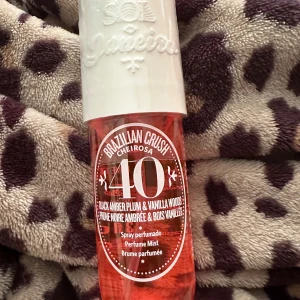 SOL
de
Janeiro
BRAZILIAN CRUSH™
CHEIROSA
40
BLACK AMBER PLUM & VANILLA WOODS
PRUNE NOIRE AMBRÉE & BOIS VANILLÉS
Spray perfumado
Perfume Mist
Brume parfumée